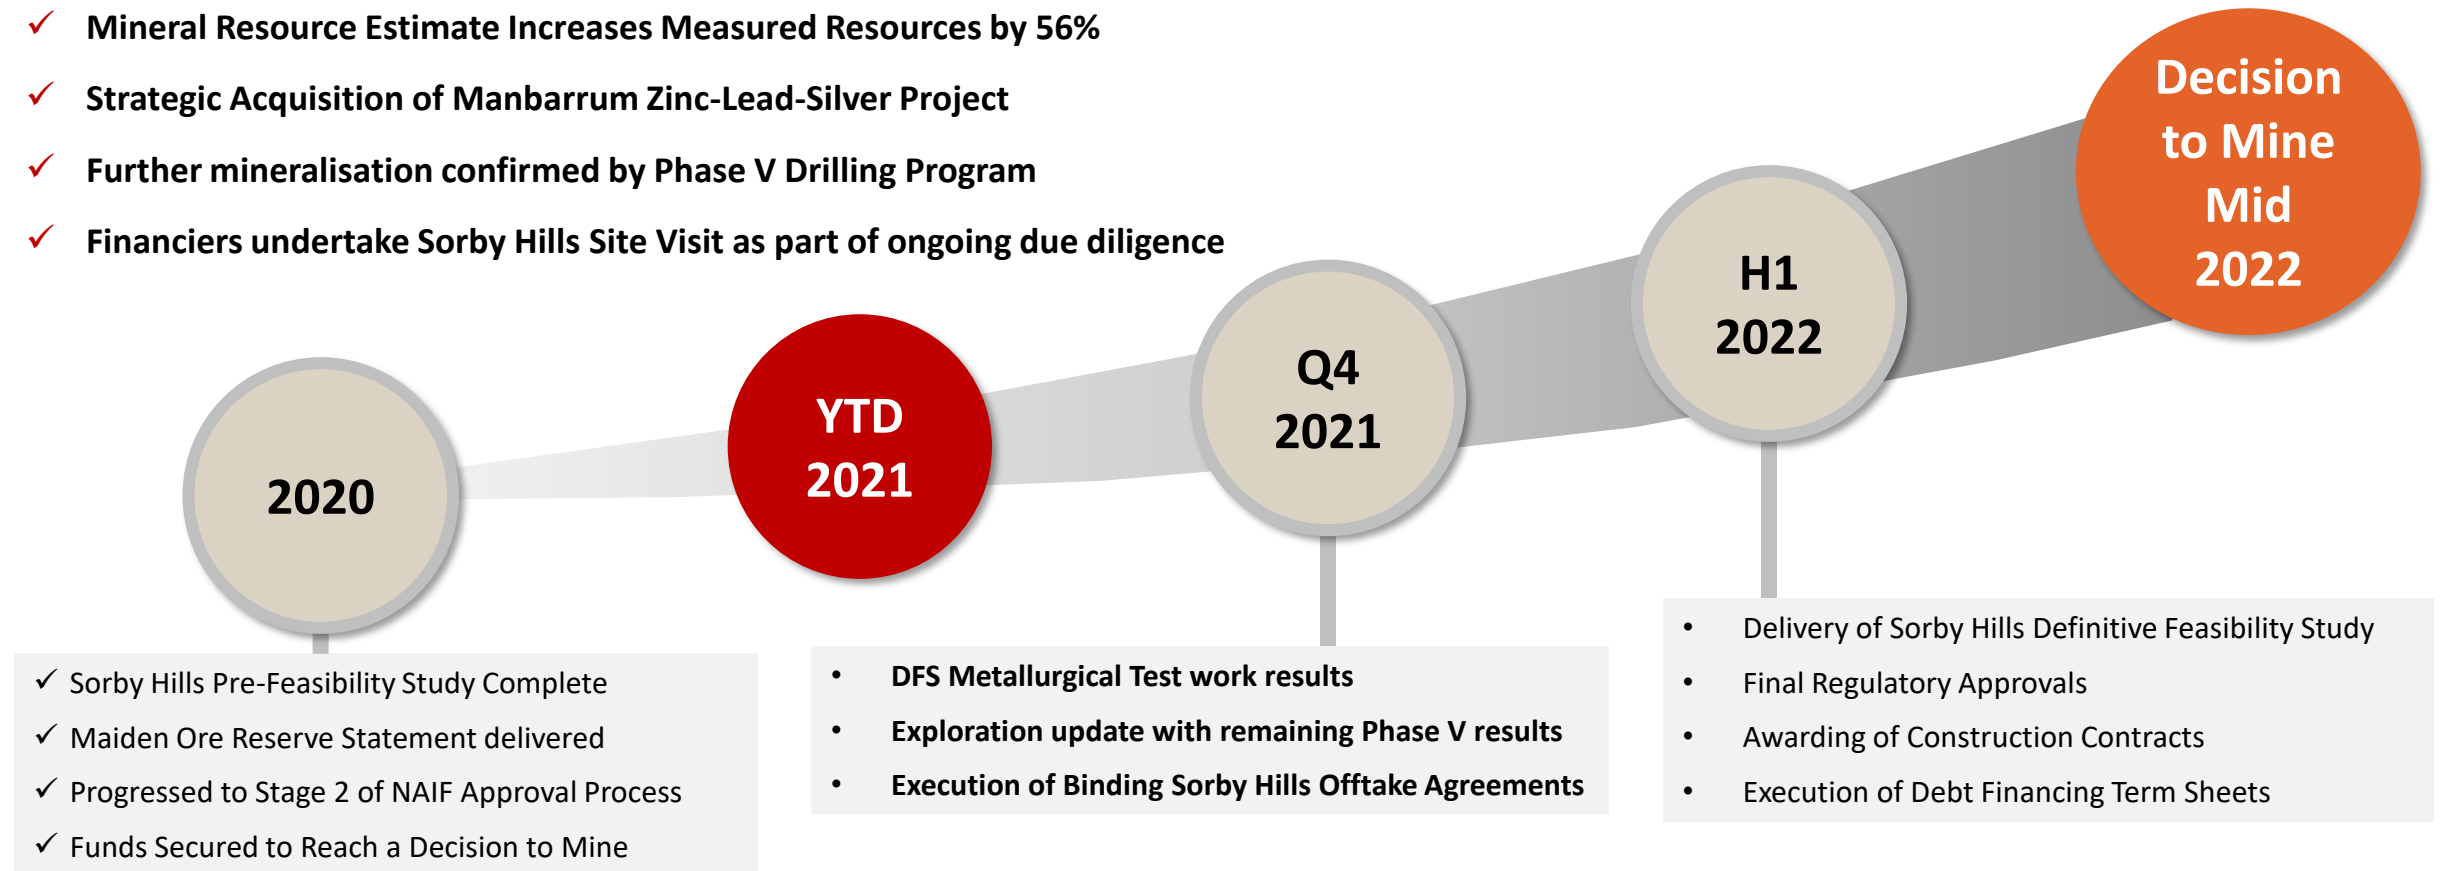 ✓ Mineral Resource Estimate Increases Measured Resources by 56%
✓ Strategic Acquisition of Manbarrum Zinc-Lead-Silver Project
✓ Further mineralisation confirmed by Phase V Drilling Program
✓ Financiers undertake Sorby Hills Site Visit as part of ongoing due diligence
2020
YTD
2021
Q4
2021
H1
2022
Decision
to Mine
Mid
2022
✓ Sorby Hills Pre-Feasibility Study Complete
✓ Maiden Ore Reserve Statement delivered
✓ Progressed to Stage 2 of NAIF Approval Process
✓ Funds Secured to Reach a Decision to Mine
• DFS Metallurgical Test work results
• Exploration update with remaining Phase V results
• Execution of Binding Sorby Hills Offtake Agreements
• Delivery of Sorby Hills Definitive Feasibility Study
• Final Regulatory Approvals
• Awarding of Construction Contracts
• Execution of Debt Financing Term Sheets